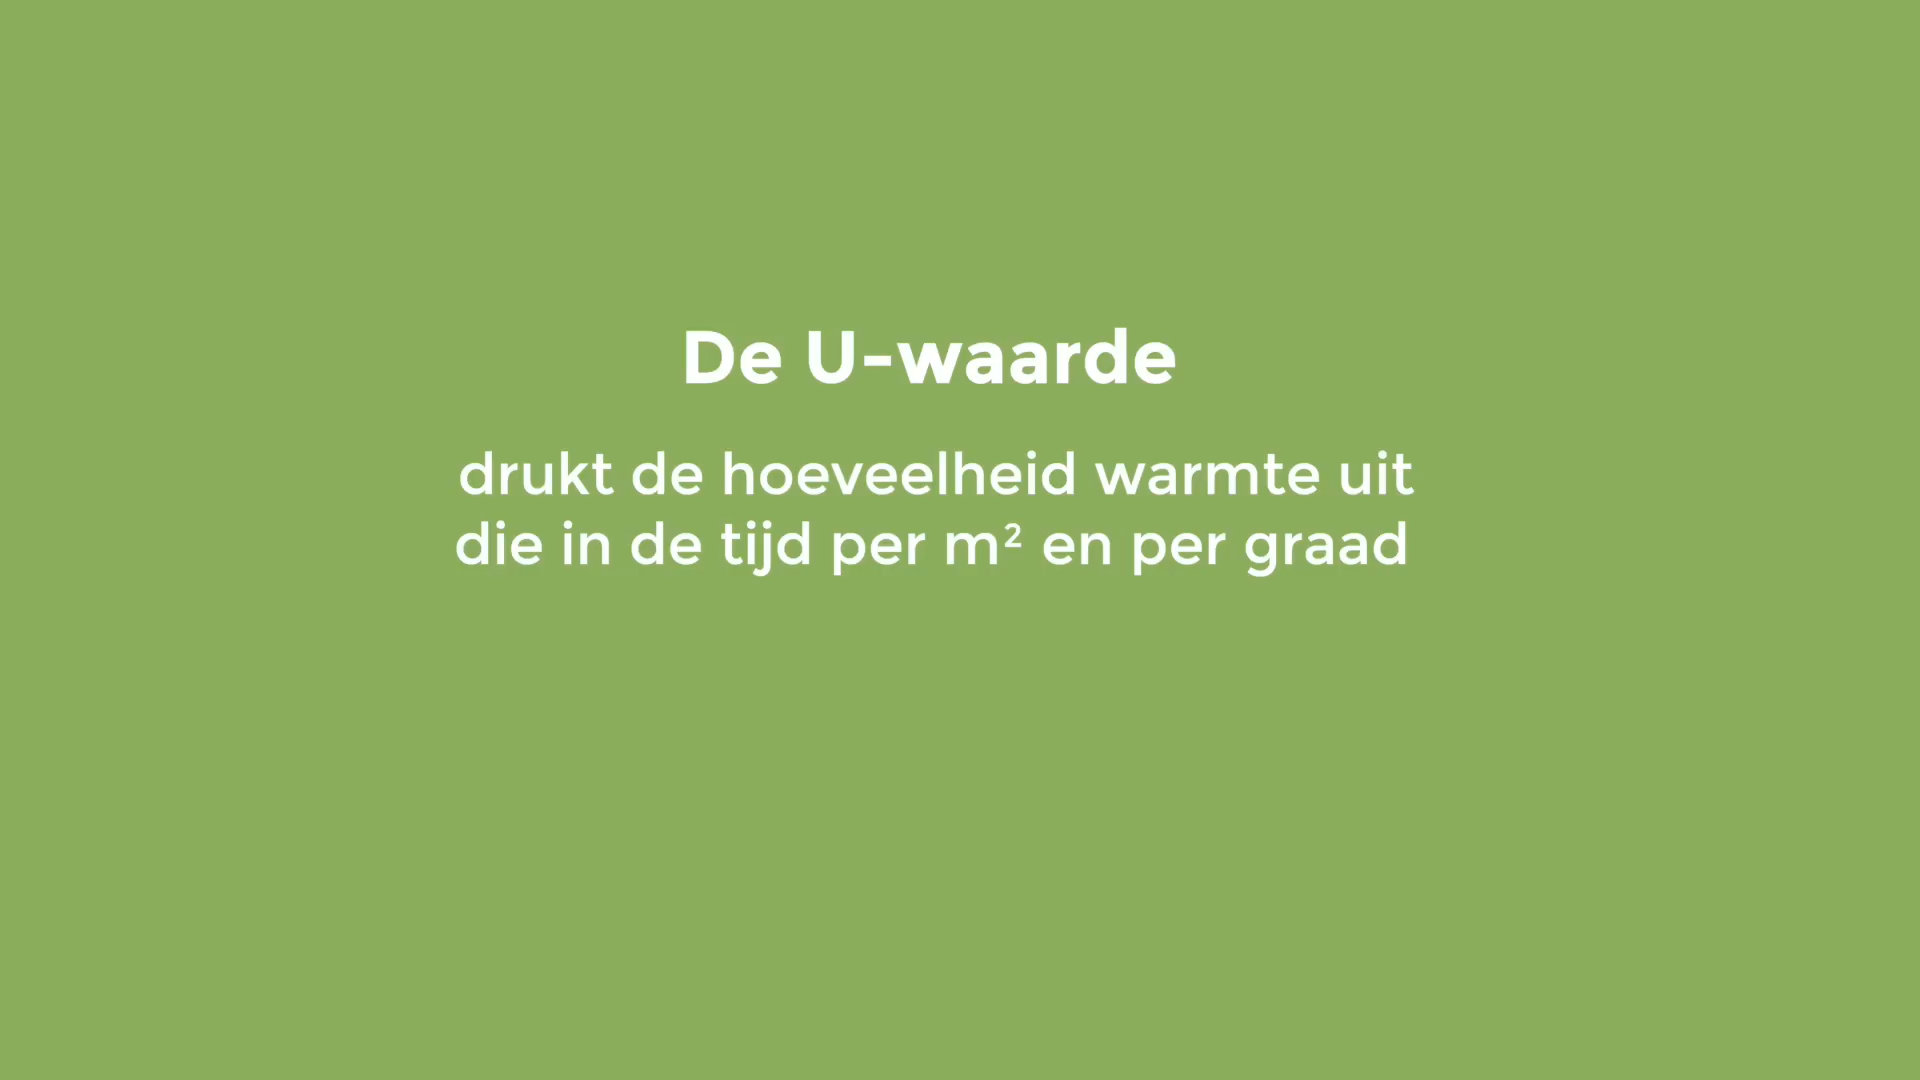 De U-waarde
drukt de hoeveelheid warmte uit
die in de tijd per m² en per graad